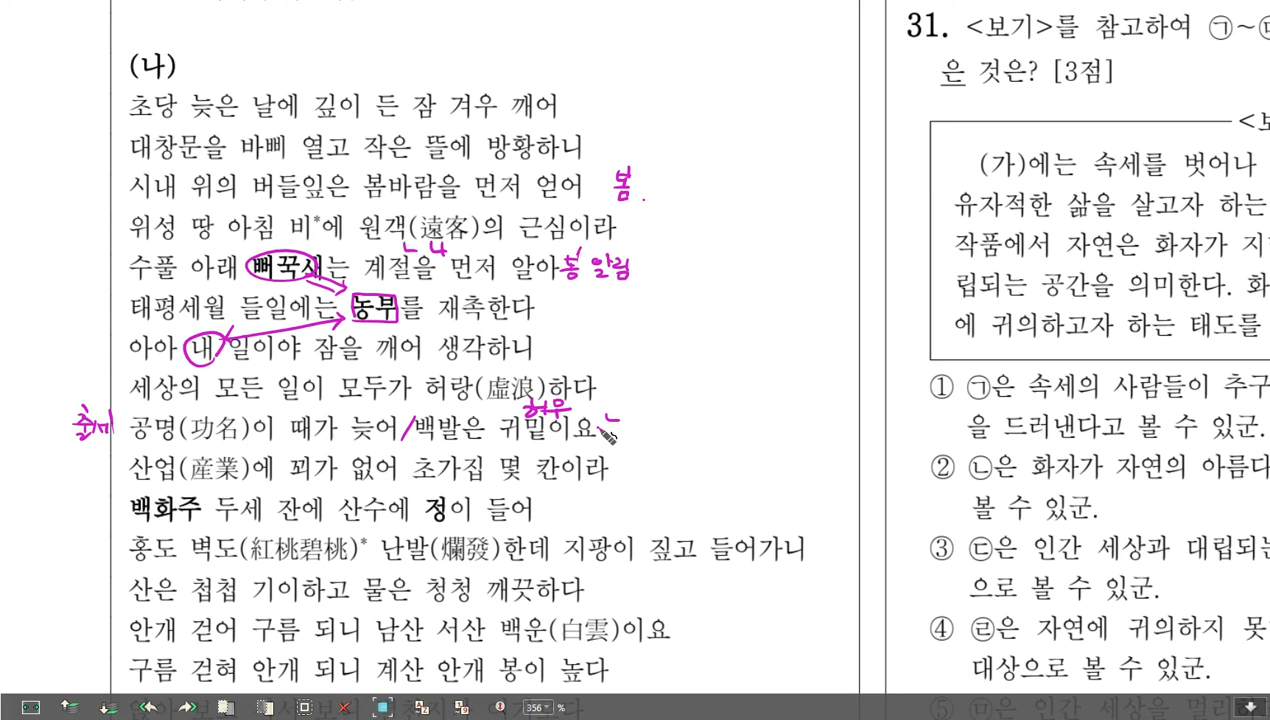 (나)
초당 늦은 날에 깊이 든 잠 겨우 깨어
대창문을 바삐 열고 작은 뜰에 방황하니
시내 위의 버들잎은 봄바람을 먼저 얻어 봄.
위성 땅 아침 비*에 원객(遠客)의 근심이라
수풀 아래 뻐꾹새는 계절을 먼저 알아 봄 알림
태평세월 들일에는 농부를 재촉한다
아아 내 일이야 잠을 깨어 생각하니
세상의 모든 일이 모두가 허랑(虛浪)하다
허무
출세 공명(功名)이 때가 늦어/백발은 귀밑이요
산업(産業)에 꾀가 없어 초가집 몇 칸이라
백화주 두세 잔에 산수에 정이 들어
홍도 벽도(紅桃碧桃)* 난발(爛發)한데 지팡이 짚고 들어가니
산은 첩첩 기이하고 물은 청청 깨끗하다
안개 걷어 구름 되니 남산 서산 백운(白雲)이요
구름 걷혀 안개 되니 계산 안개 봉이 높다
31. <보기>를 참고하여 ㉠~
은 것은? [3점]
<보
(가)에는 속세를 벗어나
유자적한 삶을 살고자 하는
작품에서 자연은 화자가 지
립되는 공간을 의미한다. 화
에 귀의하고자 하는 태도를
① ㉠은 속세의 사람들이 추구
을 드러낸다고 볼 수 있군.
② ㉡은 화자가 자연의 아름다
볼 수 있군.
③ ㉢은 인간 세상과 대립되는
으로 볼 수 있군.
④ ㉣은 자연에 귀의하지 못
대상으로 볼 수 있군.
⑤ ㉤은 인간 세상을 멀리
356 %